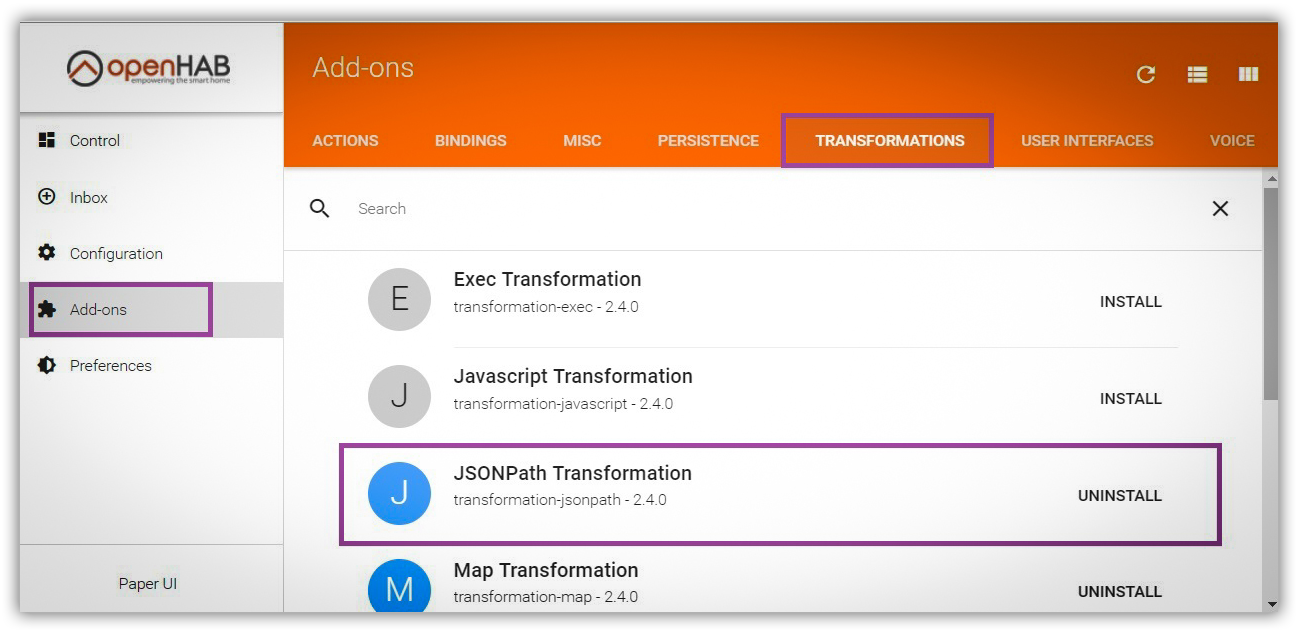 openHAB
empowering the smart home
Add-ons
ACTIONS BINDINGS MISC PERSISTENCE TRANSFORMATIONS USER INTERFACES VOICE
Control
Inbox
Configuration
Add-ons
Preferences
Paper UI
Search
E
Exec Transformation
transformation-exec - 2.4.0
INSTALL
J
Javascript Transformation
transformation-javascript - 2.4.0
INSTALL
J
JSONPath Transformation
transformation-jsonpath - 2.4.0
UNINSTALL
M
Map Transformation
transformation-map - 2.4.0
UNINSTALL